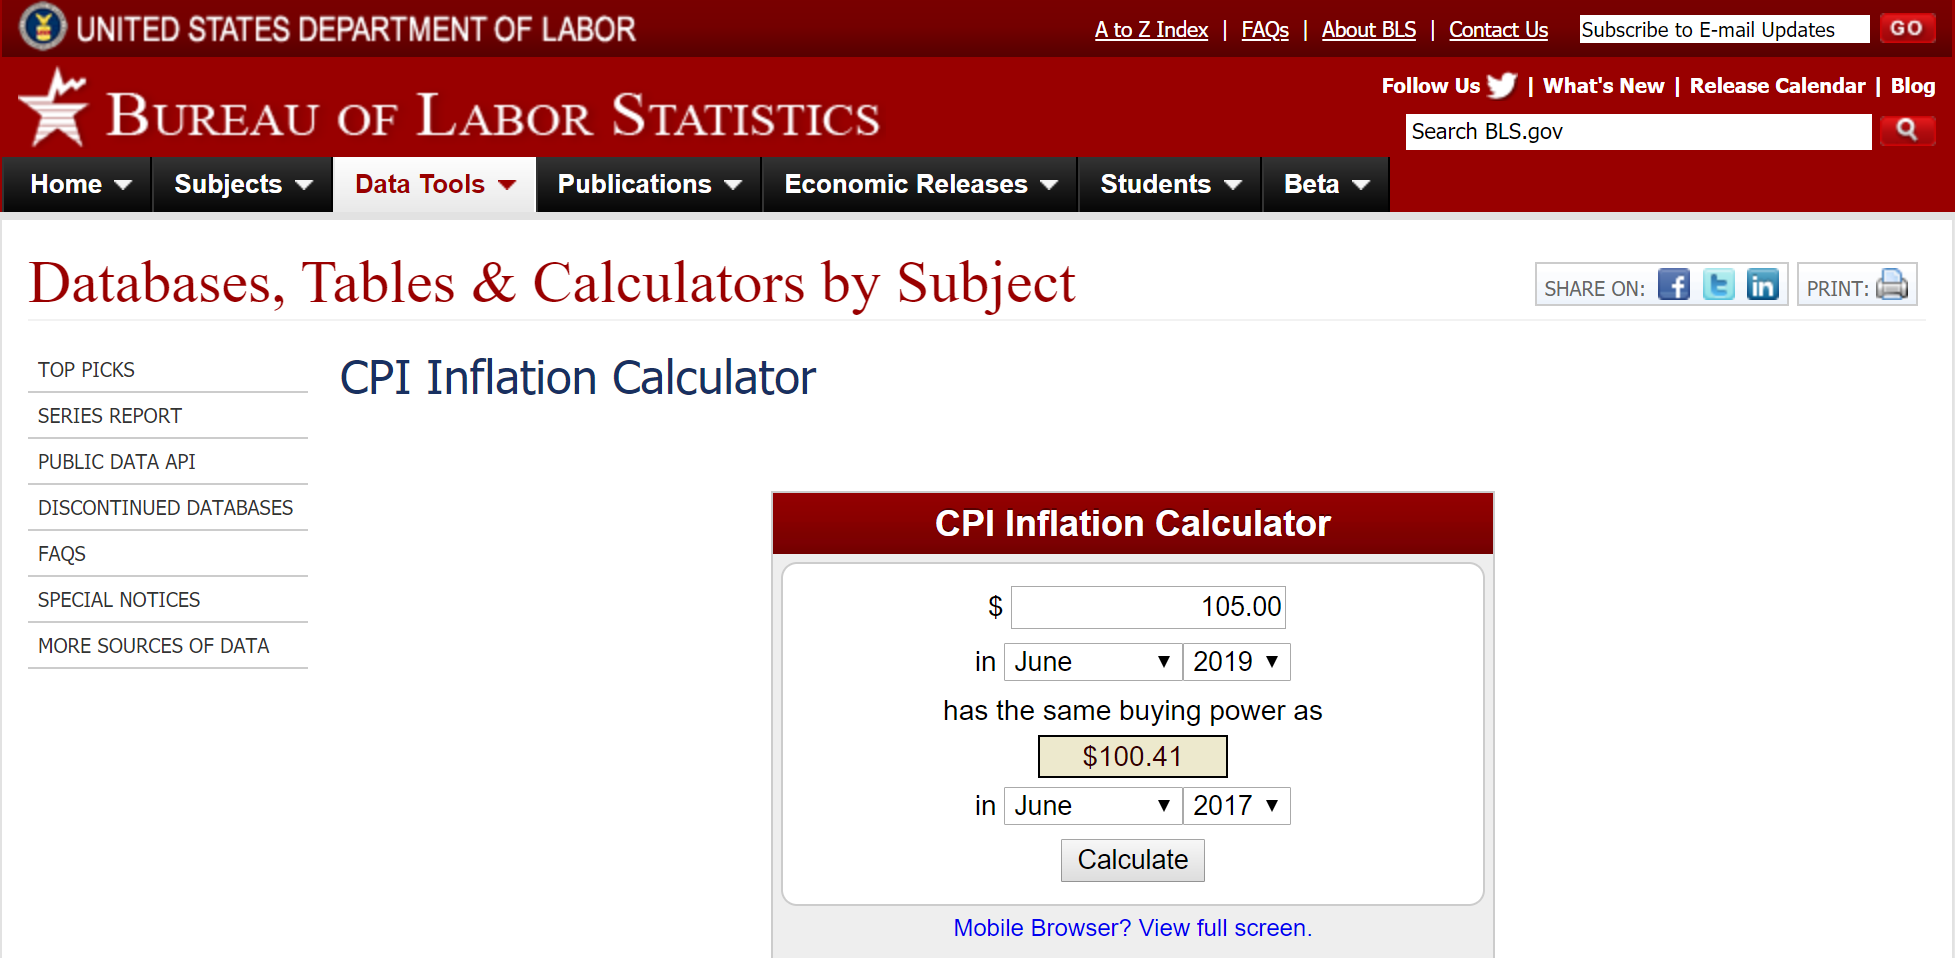 UNITED STATES DEPARTMENT OF LABOR
A to Z Index | FAQs | About BLS | Contact Us Subscribe to E-mail Updates GO
Follow Us | What's New | Release Calendar | Blog
BUREAU OF LABOR STATISTICS
Search BLS.gov
Home Subjects Data Tools Publications Economic Releases Students Beta
Databases, Tables & Calculators by Subject
SHARE ON: f t in PRINT:
TOP PICKS
SERIES REPORT
PUBLIC DATA API
DISCONTINUED DATABASES
FAQS
SPECIAL NOTICES
MORE SOURCES OF DATA
CPI Inflation Calculator
CPI Inflation Calculator
$ 105.00
in June 2019
has the same buying power as
$100.41
in June 2017
Calculate
Mobile Browser? View full screen.